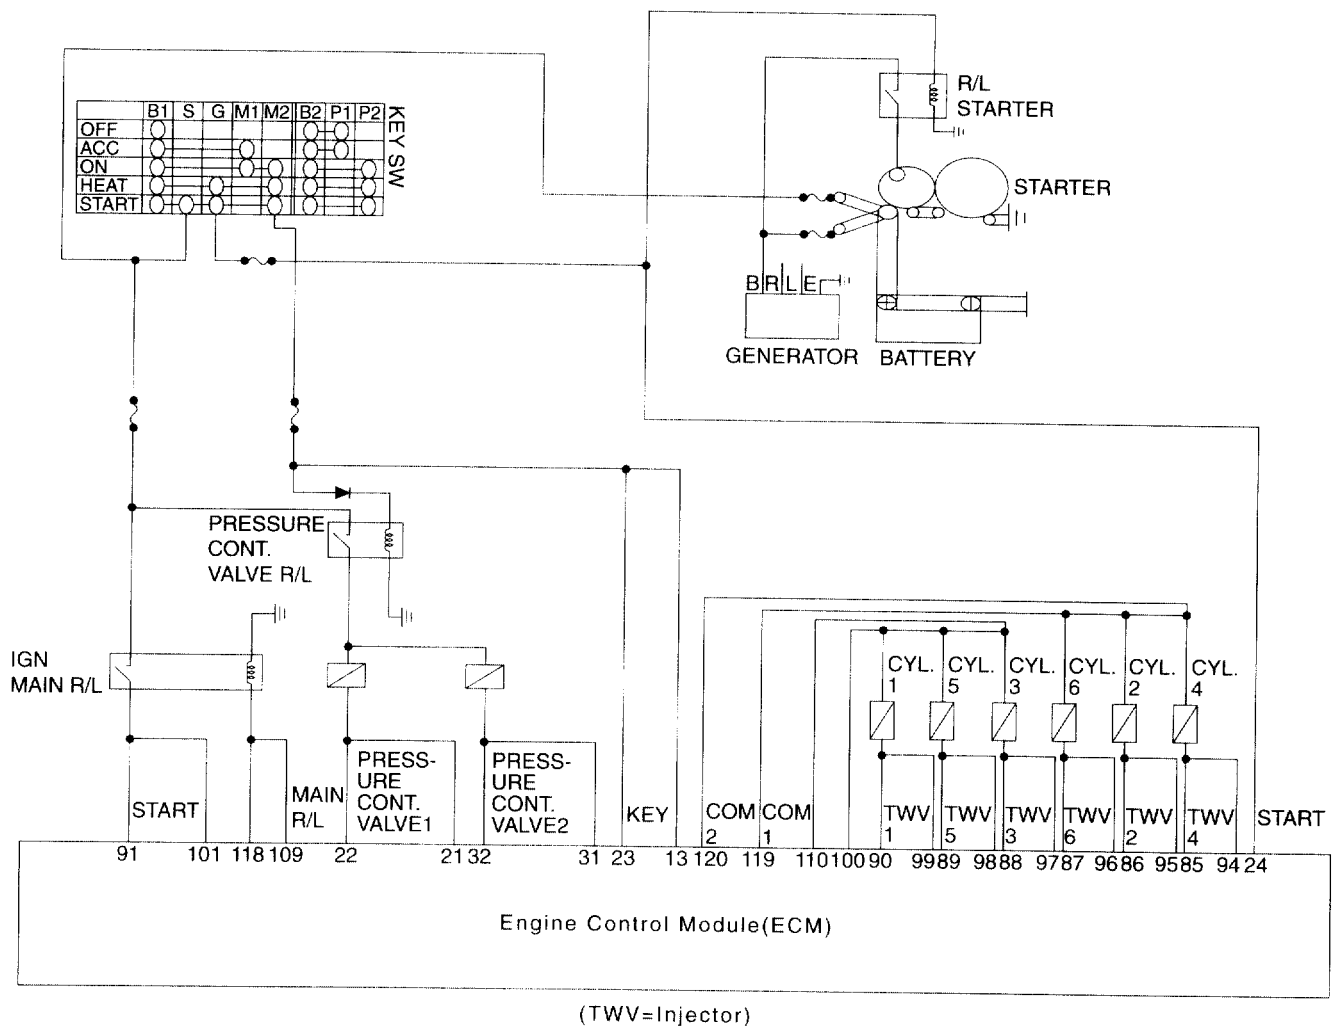 R/L
STARTER
B1 S G M1 M2 B2 P1 P2
OFF
ACC
ON
HEAT
START
KEY SW
STARTER
B R L E
GENERATOR
BATTERY
PRESSURE
CONT.
VALVE R/L
IGN
MAIN R/L
CYL.
1
CYL.
5
CYL.
3
CYL.
6
CYL.
2
CYL.
4
START
MAIN
R/L
PRESS-
URE
CONT.
VALVE1
PRESS-
URE
CONT.
VALVE2
KEY
COM
2
COM
1
TWV
1
TWV
5
TWV
3
TWV
6
TWV
2
TWV
4
START
91 101 118 109 22 21 32 31 23 13 120 119 110 100 90 99 89 98 88 97 87 96 86 95 85 94 24
Engine Control Module(ECM)
(TWV=Injector)